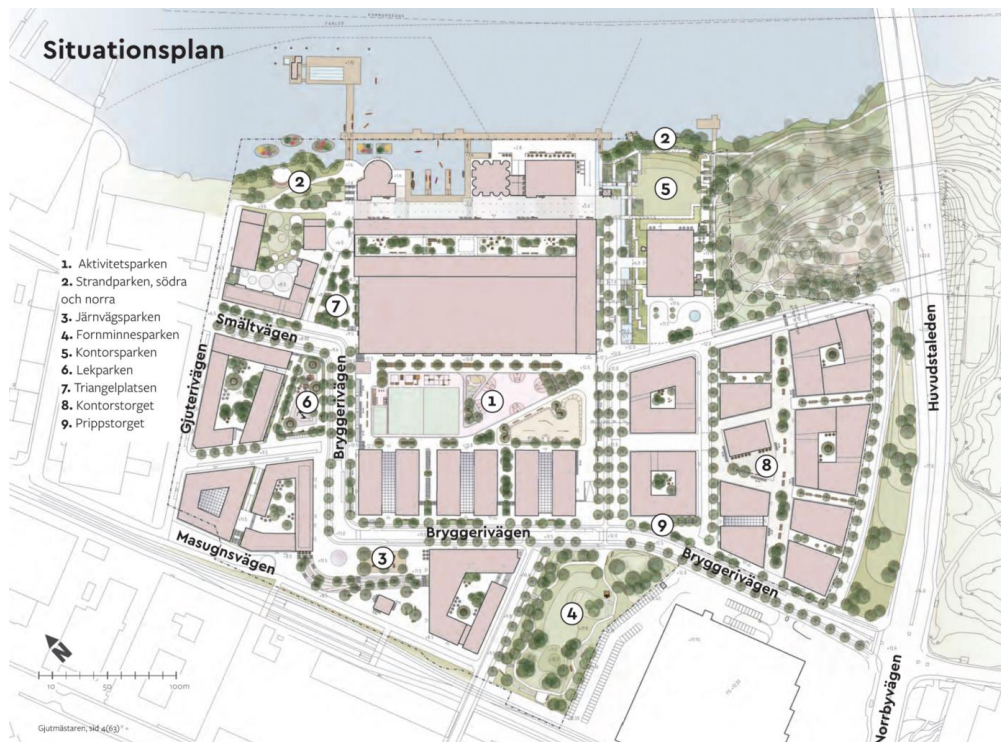 Situationsplan
1. Aktivitetsparken
2. Strandparken, södra
och norra
3. Järnvägsparken
4. Fornminnesparken
5. Kontorsparken
6. Lekparken
7. Triangelplatsen
8. Kontorstorget
9. Prippstorget
2
2
5
7
Smältvägen
Gjuterivägen
Bryggerivägen
6
1
Huvudstaleden
8
9
Bryggerivägen
Bryggerivägen
Masugnsvägen
3
4
Norrbyvägen
N
10 50 100m
Gjutmästaren, sid 4(63)